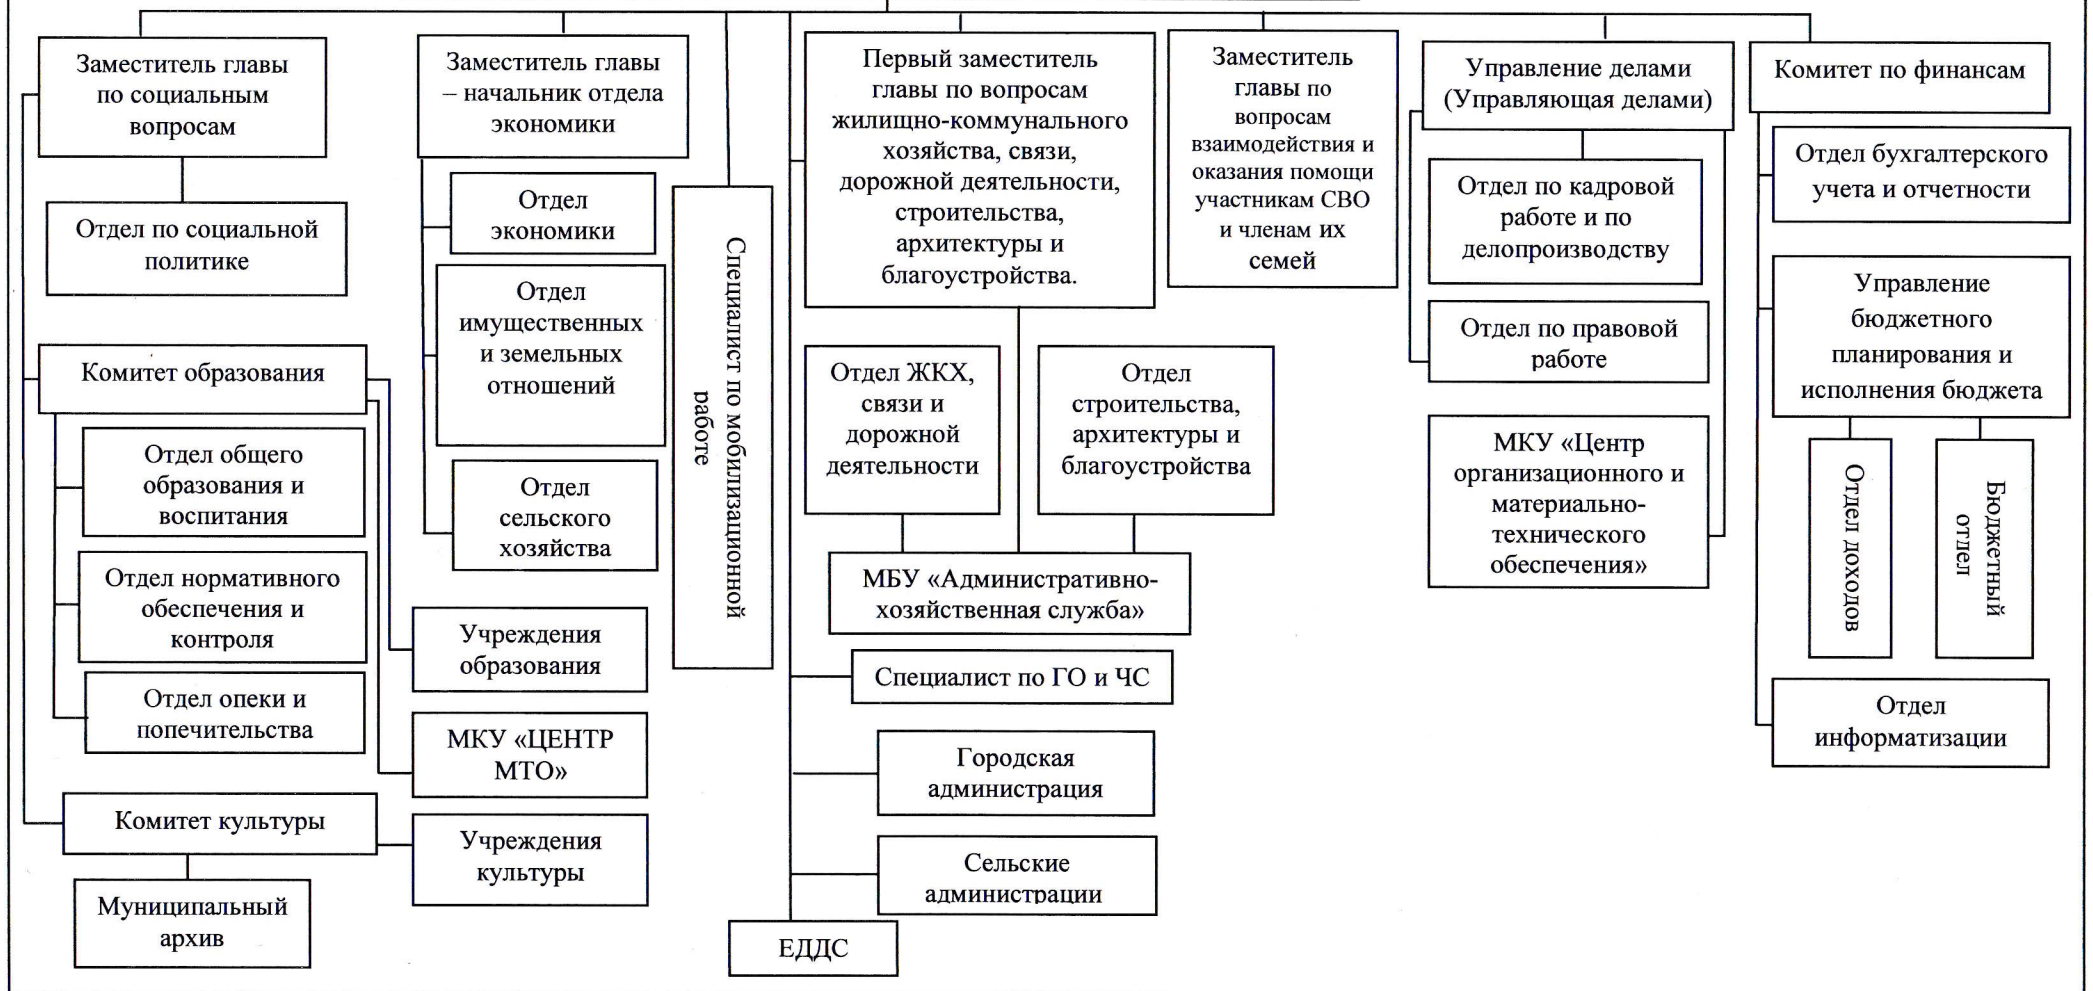 Заместитель главы
по социальным
вопросам
Отдел по социальной
политике
Комитет образования
Отдел общего
образования и
воспитания
Отдел нормативного
обеспечения и
контроля
Отдел опеки и
попечительства
Комитет культуры
Муниципальный
архив
Заместитель главы
– начальник отдела
экономики
Отдел
экономики
Отдел
имущественных
и земельных
отношений
Отдел
сельского
хозяйства
Учреждения
образования
МКУ «ЦЕНТР
МТО»
Учреждения
культуры
Специалист по мобилизационной
работе
Первый заместитель
главы по вопросам
жилищно-коммунального
хозяйства, связи,
дорожной деятельности,
строительства,
архитектуры и
благоустройства.
Отдел ЖКХ,
связи и
дорожной
деятельности
Отдел
строительства,
архитектуры и
благоустройства
МБУ «Административно-
хозяйственная служба»
Специалист по ГО и ЧС
Городская
администрация
Сельские
администрации
ЕДДС
Заместитель
главы по
вопросам
взаимодействия и
оказания помощи
участникам СВО
и членам их
семей
Управление делами
(Управляющая делами)
Отдел по кадровой
работе и по
делопроизводству
Отдел по правовой
работе
МКУ «Центр
организационного и
материально-
технического
обеспечения»
Комитет по финансам
Отдел бухгалтерского
учета и отчетности
Управление
бюджетного
планирования и
исполнения бюджета
Отдел доходов
Бюджетный
отдел
Отдел
информатизации